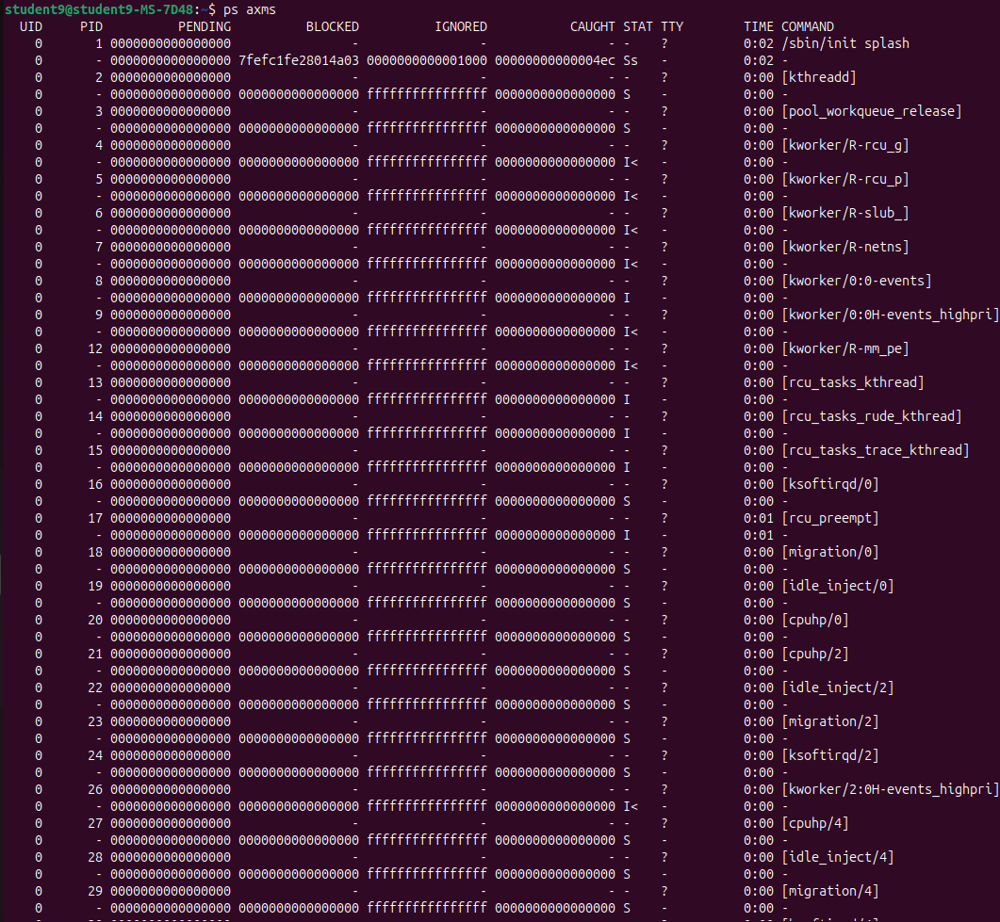 student9@student9-MS-7D48:~$ ps axms
  UID     PID          PENDING          BLOCKED          IGNORED           CAUGHT STAT TTY        TIME COMMAND
    0       1 0000000000000000                -                -                - -    ?          0:02 /sbin/init splash
    0       - 0000000000000000 7fefc1fe28014a03 0000000000001000 00000000000004ec Ss   -          0:02 -
    0       2 0000000000000000                -                -                - -    ?          0:00 [kthreadd]
    0       - 0000000000000000 0000000000000000 ffffffffffffffff 0000000000000000 S    -          0:00 -
    0       3 0000000000000000                -                -                - -    ?          0:00 [pool_workqueue_release]
    0       - 0000000000000000 0000000000000000 ffffffffffffffff 0000000000000000 S    -          0:00 -
    0       4 0000000000000000                -                -                - -    ?          0:00 [kworker/R-rcu_g]
    0       - 0000000000000000 0000000000000000 ffffffffffffffff 0000000000000000 I<   -          0:00 -
    0       5 0000000000000000                -                -                - -    ?          0:00 [kworker/R-rcu_p]
    0       - 0000000000000000 0000000000000000 ffffffffffffffff 0000000000000000 I<   -          0:00 -
    0       6 0000000000000000                -                -                - -    ?          0:00 [kworker/R-slub_]
    0       - 0000000000000000 0000000000000000 ffffffffffffffff 0000000000000000 I<   -          0:00 -
    0       7 0000000000000000                -                -                - -    ?          0:00 [kworker/R-netns]
    0       - 0000000000000000 0000000000000000 ffffffffffffffff 0000000000000000 I<   -          0:00 -
    0       8 0000000000000000                -                -                - -    ?          0:00 [kworker/0:0-events]
    0       - 0000000000000000 0000000000000000 ffffffffffffffff 0000000000000000 I    -          0:00 -
    0       9 0000000000000000                -                -                - -    ?          0:00 [kworker/0:0H-events_highpri]
    0       - 0000000000000000 0000000000000000 ffffffffffffffff 0000000000000000 I<   -          0:00 -
    0      12 0000000000000000                -                -                - -    ?          0:00 [kworker/R-mm_pe]
    0       - 0000000000000000 0000000000000000 ffffffffffffffff 0000000000000000 I<   -          0:00 -
    0      13 0000000000000000                -                -                - -    ?          0:00 [rcu_tasks_kthread]
    0       - 0000000000000000 0000000000000000 ffffffffffffffff 0000000000000000 I    -          0:00 -
    0      14 0000000000000000                -                -                - -    ?          0:00 [rcu_tasks_rude_kthread]
    0       - 0000000000000000 0000000000000000 ffffffffffffffff 0000000000000000 I    -          0:00 -
    0      15 0000000000000000                -                -                - -    ?          0:00 [rcu_tasks_trace_kthread]
    0       - 0000000000000000 0000000000000000 ffffffffffffffff 0000000000000000 I    -          0:00 -
    0      16 0000000000000000                -                -                - -    ?          0:00 [ksoftirqd/0]
    0       - 0000000000000000 0000000000000000 ffffffffffffffff 0000000000000000 S    -          0:00 -
    0      17 0000000000000000                -                -                - -    ?          0:01 [rcu_preempt]
    0       - 0000000000000000 0000000000000000 ffffffffffffffff 0000000000000000 I    -          0:01 -
    0      18 0000000000000000                -                -                - -    ?          0:00 [migration/0]
    0       - 0000000000000000 0000000000000000 ffffffffffffffff 0000000000000000 S    -          0:00 -
    0      19 0000000000000000                -                -                - -    ?          0:00 [idle_inject/0]
    0       - 0000000000000000 0000000000000000 ffffffffffffffff 0000000000000000 S    -          0:00 -
    0      20 0000000000000000                -                -                - -    ?          0:00 [cpuhp/0]
    0       - 0000000000000000 0000000000000000 ffffffffffffffff 0000000000000000 S    -          0:00 -
    0      21 0000000000000000                -                -                - -    ?          0:00 [cpuhp/2]
    0       - 0000000000000000 0000000000000000 ffffffffffffffff 0000000000000000 S    -          0:00 -
    0      22 0000000000000000                -                -                - -    ?          0:00 [idle_inject/2]
    0       - 0000000000000000 0000000000000000 ffffffffffffffff 0000000000000000 S    -          0:00 -
    0      23 0000000000000000                -                -                - -    ?          0:00 [migration/2]
    0       - 0000000000000000 0000000000000000 ffffffffffffffff 0000000000000000 S    -          0:00 -
    0      24 0000000000000000                -                -                - -    ?          0:00 [ksoftirqd/2]
    0       - 0000000000000000 0000000000000000 ffffffffffffffff 0000000000000000 S    -          0:00 -
    0      26 0000000000000000                -                -                - -    ?          0:00 [kworker/2:0H-events_highpri]
    0       - 0000000000000000 0000000000000000 ffffffffffffffff 0000000000000000 I<   -          0:00 -
    0      27 0000000000000000                -                -                - -    ?          0:00 [cpuhp/4]
    0       - 0000000000000000 0000000000000000 ffffffffffffffff 0000000000000000 S    -          0:00 -
    0      28 0000000000000000                -                -                - -    ?          0:00 [idle_inject/4]
    0       - 0000000000000000 0000000000000000 ffffffffffffffff 0000000000000000 S    -          0:00 -
    0      29 0000000000000000                -                -                - -    ?          0:00 [migration/4]
    0       - 0000000000000000 0000000000000000 ffffffffffffffff 0000000000000000 S    -          0:00 -